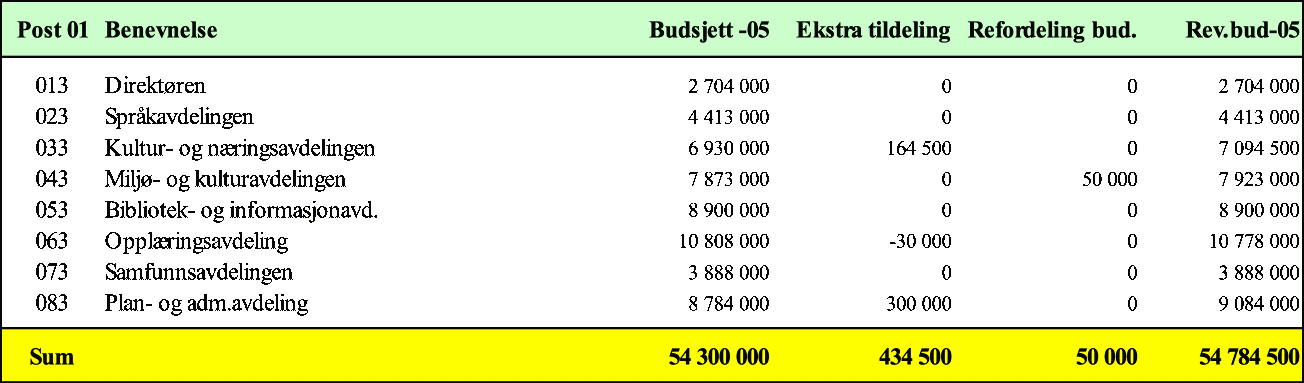 Post 01 Benevnelse Budsjett -05 Ekstra tildeling Refordeling bud. Rev.bud-05
013 Direktøren 2 704 000 0 0 2 704 000
023 Språkavdelingen 4 413 000 0 0 4 413 000
033 Kultur- og næringsavdelingen 6 930 000 164 500 0 7 094 500
043 Miljø- og kulturavdelingen 7 873 000 0 50 000 7 923 000
053 Bibliotek- og informasjonavd. 8 900 000 0 0 8 900 000
063 Opplæringsavdeling 10 808 000 -30 000 0 10 778 000
073 Samfunnsavdelingen 3 888 000 0 0 3 888 000
083 Plan- og adm.avdeling 8 784 000 300 000 0 9 084 000
Sum 54 300 000 434 500 50 000 54 784 500